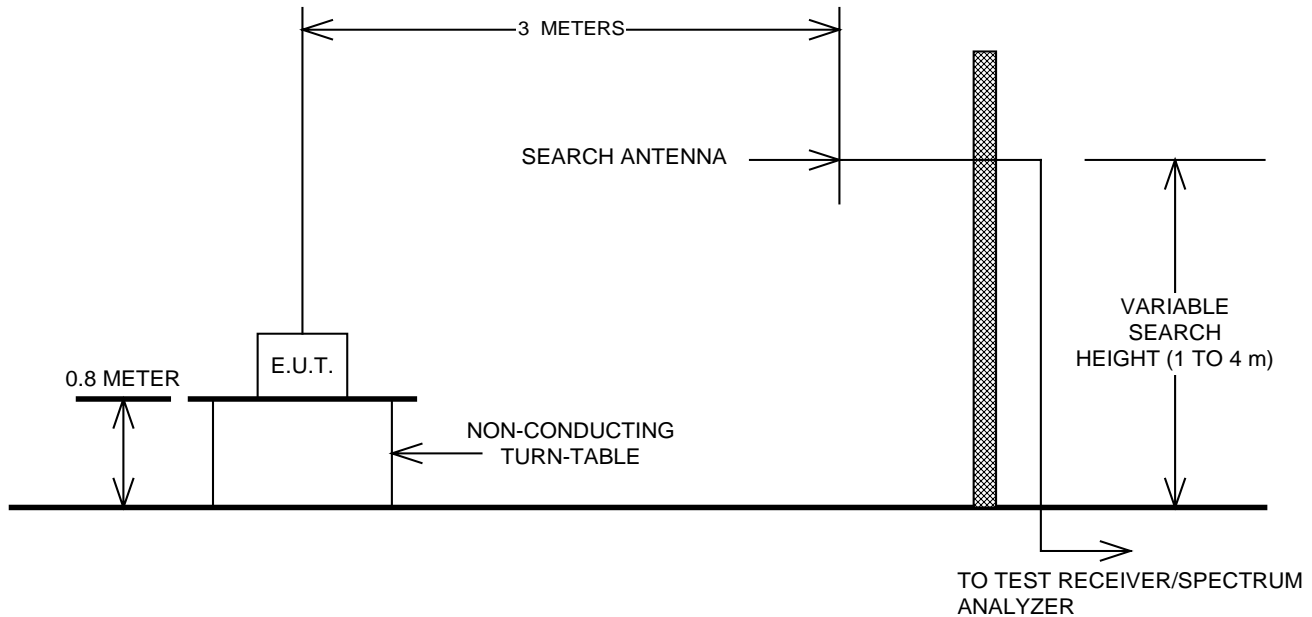 3 METERS
SEARCH ANTENNA
VARIABLE
SEARCH
HEIGHT (1 TO 4 m)
E.U.T.
0.8 METER
NON-CONDUCTING
TURN-TABLE
TO TEST RECEIVER/SPECTRUM
ANALYZER